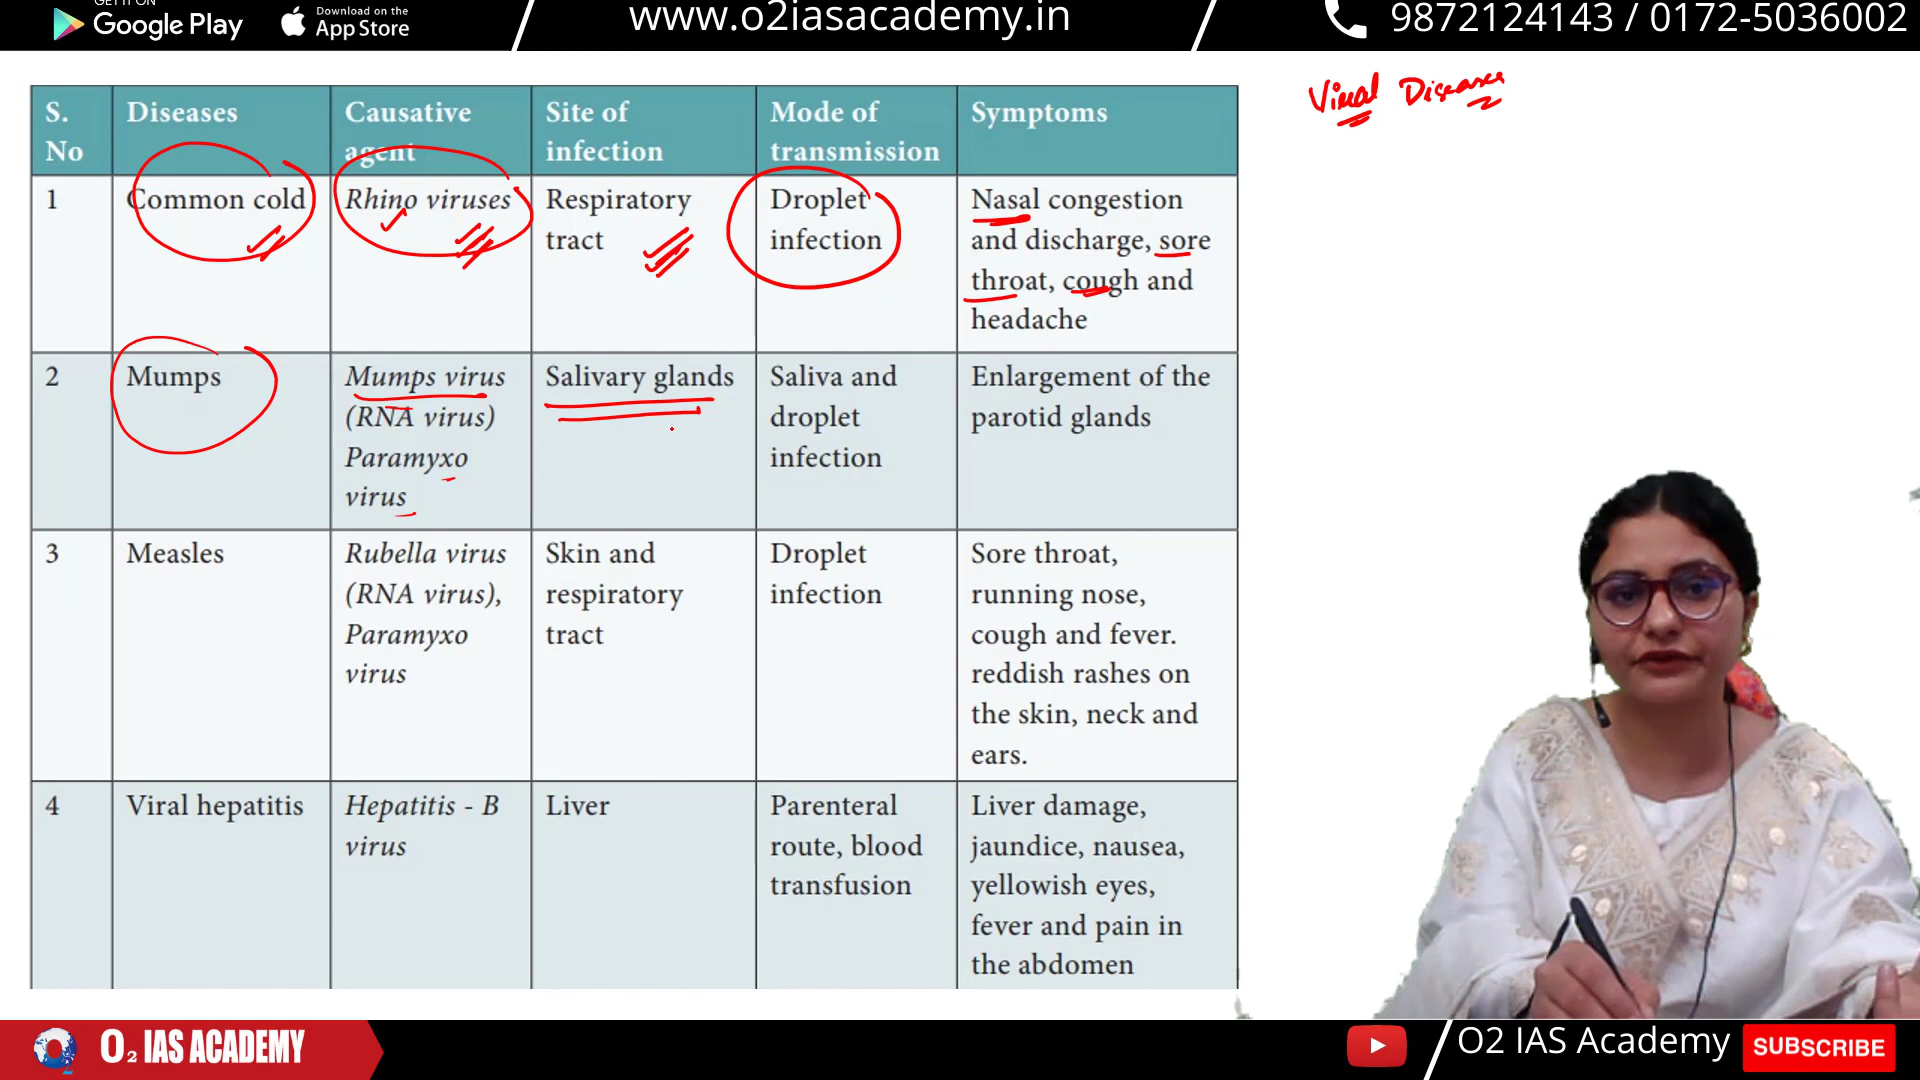 GET IT ON
Google Play
Download on the
App Store
www.o2iasacademy.in
9872124143 / 0172-5036002
Viral Diseases
S. No | Diseases | Causative agent | Site of infection | Mode of transmission | Symptoms
1 | Common cold | Rhino viruses | Respiratory tract | Droplet infection | Nasal congestion and discharge, sore throat, cough and headache
2 | Mumps | Mumps virus (RNA virus) Paramyxo virus | Salivary glands | Saliva and droplet infection | Enlargement of the parotid glands
3 | Measles | Rubella virus (RNA virus), Paramyxo virus | Skin and respiratory tract | Droplet infection | Sore throat, running nose, cough and fever. reddish rashes on the skin, neck and ears.
4 | Viral hepatitis | Hepatitis - B virus | Liver | Parenteral route, blood transfusion | Liver damage, jaundice, nausea, yellowish eyes, fever and pain in the abdomen
O2 IAS ACADEMY
O2 IAS Academy
SUBSCRIBE